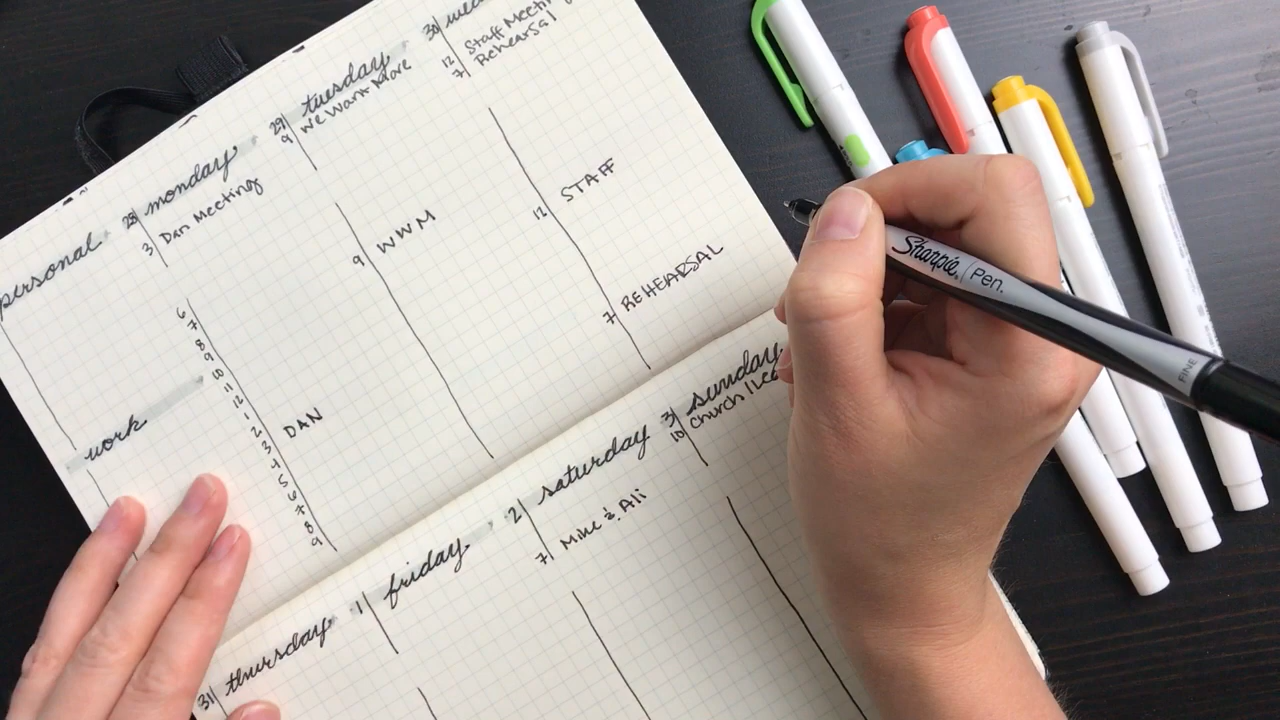 personal
28 monday
3 Dan Meeting
29 tuesday
9 We Want More
30
12 Staff
7 Rehearsal
work
6
7
8
9
10
11
12
1
2
3 DAN
4
5
6
7
8
9
9 WWM
12 STAFF
7 REHEARSAL
31 thursday
1 friday
2 saturday
7 Mike & Ali
3 sunday
10 Church
Sharpie Pen.
FINE